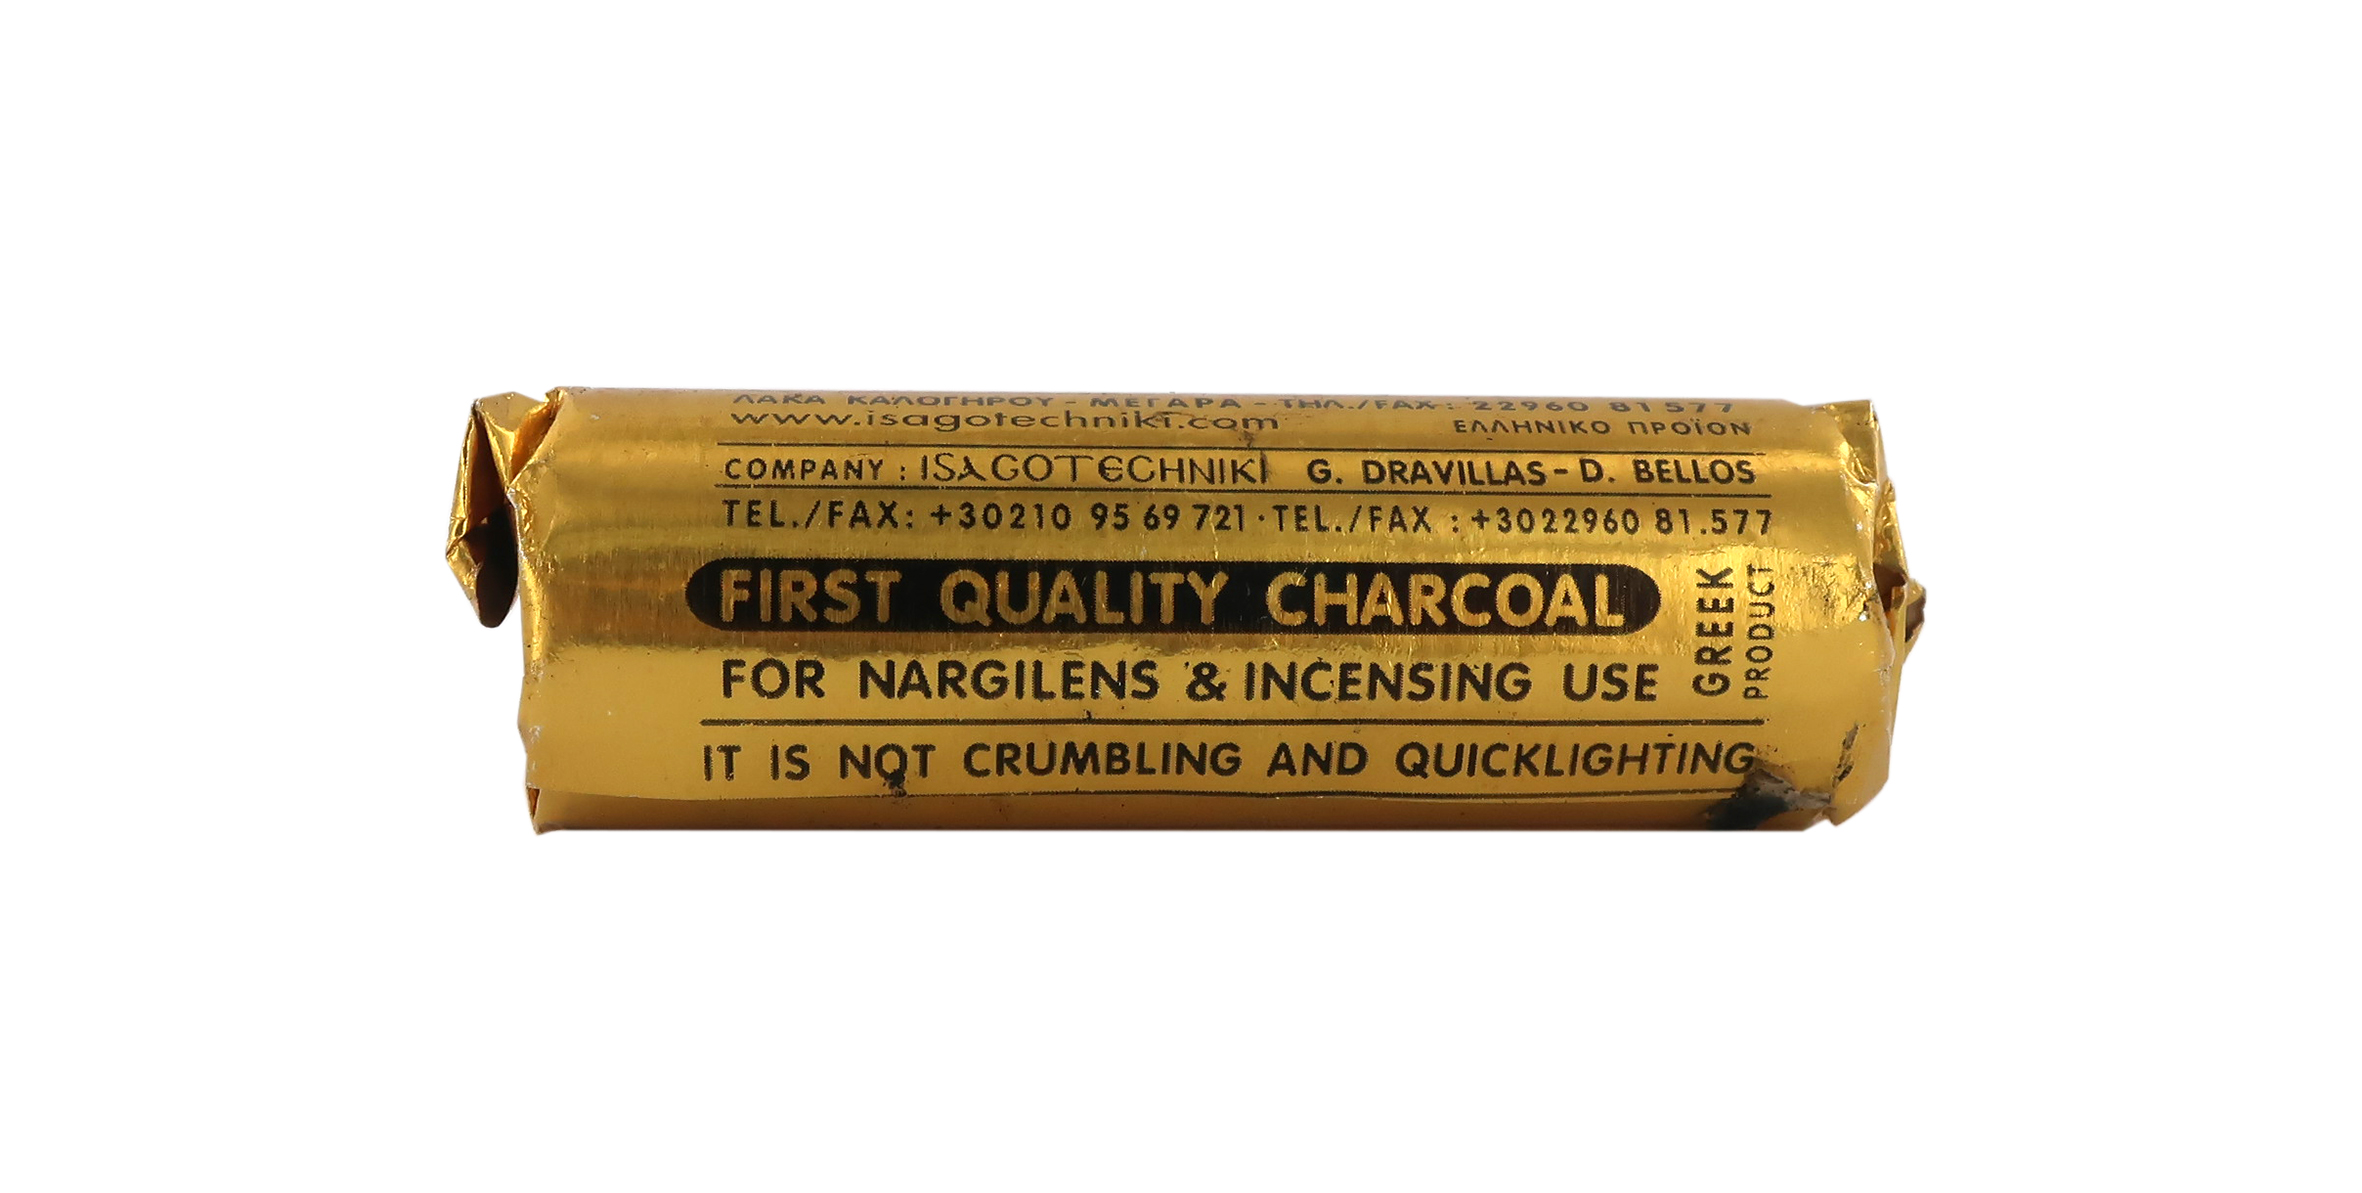 ΛΑΚΑ ΚΑΛΟΓΗΡΟΥ - ΜΕΓΑΡΑ - ΤΗΛ./FAX: 22960 81577
www.isagotechniki.com ΕΛΛΗΝΙΚΟ ΠΡΟΪΟΝ
COMPANY : ISAGOTECHNIKI G. DRAVILLAS - D. BELLOS
TEL./FAX: +30210 95 69 721 · TEL./FAX : +3022960 81.577
FIRST QUALITY CHARCOAL
FOR NARGILENS & INCENSING USE
GREEK
PRODUCT
IT IS NOT CRUMBLING AND QUICKLIGHTING